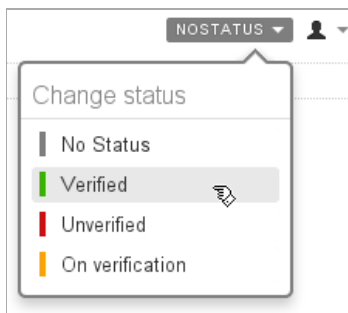 NOSTATUS
Change status
No Status
Verified
Unverified
On verification